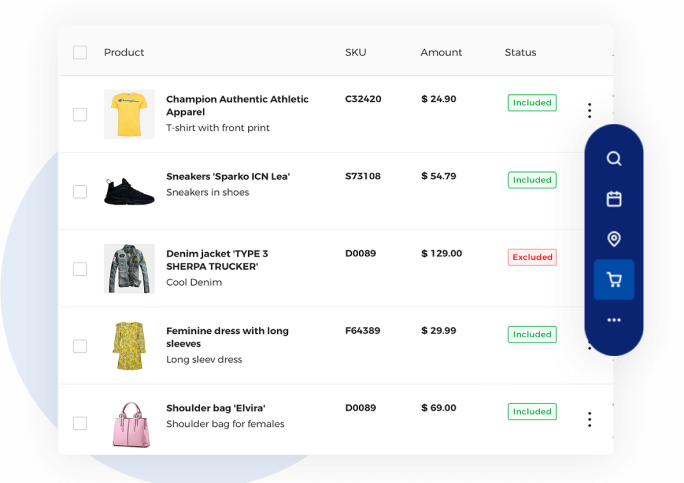 Product SKU Amount Status
Champion Authentic Athletic C32420 $ 24.90 Included
Apparel
T-shirt with front print
Sneakers 'Sparko ICN Lea' S73108 $ 54.79 Included
Sneakers in shoes
Denim jacket 'TYPE 3 D0089 $ 129.00 Excluded
SHERPA TRUCKER'
Cool Denim
Feminine dress with long F64389 $ 29.99 Included
sleeves
Long sleev dress
Shoulder bag 'Elvira' D0089 $ 69.00 Included
Shoulder bag for females